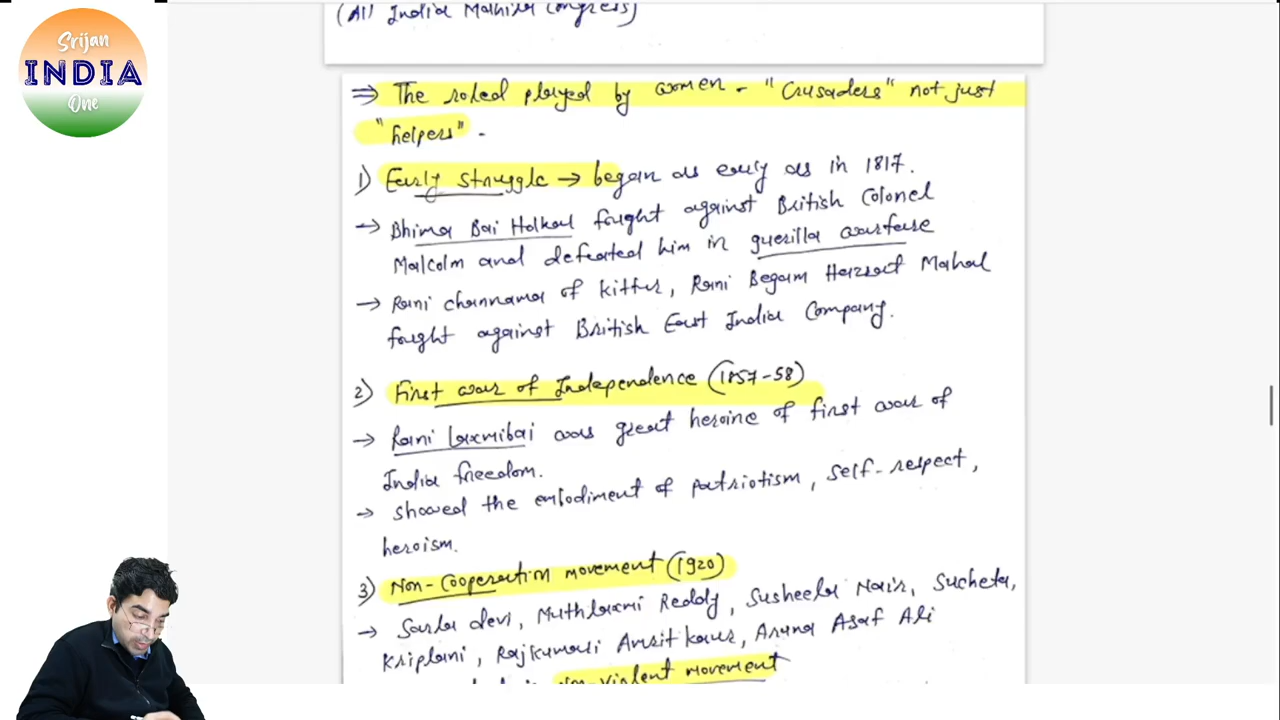 Srijan
INDIA
One
(All India Mahila Congress)
⇒ The roled played by women - "Crusaders" not just
"helpers" -
1) Early struggle → began as early as in 1817.
→ Bhima Bai Holkar fought against British Colonel
Malcolm and defeated him in guerilla warfare
→ Rani channama of kittur, Rani Begam Hazrat Mahal
fought against British East India Company.
2) First war of Independence (1857-58)
→ Rani laxmibai was great heroine of first war of
India freedom.
→ showed the embodiment of patriotism, self-respect,
heroism.
3) Non-Cooperation movement (1920)
→ Sarla devi, Muthlaxmi Reddy, Susheela Nair, Sucheta,
Kriplani, Rajkumari Amrit kaur, Aruna Asaf Ali
non-violent movement